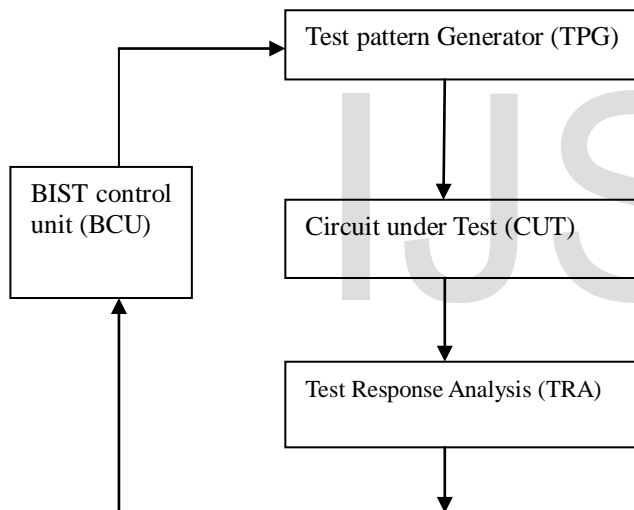 Test pattern Generator (TPG)
BIST control
unit (BCU)
Circuit under Test (CUT)
Test Response Analysis (TRA)
IJS